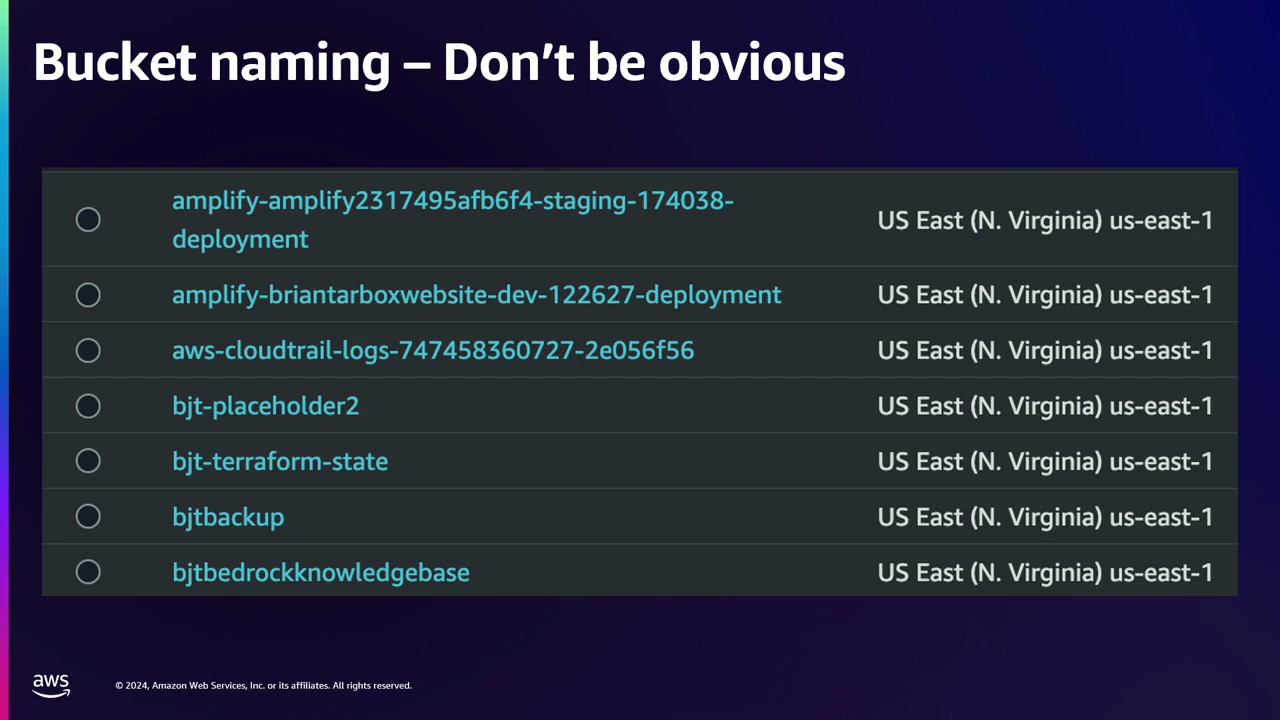 Bucket naming – Don’t be obvious
amplify-amplify2317495afb6f4-staging-174038-
deployment
US East (N. Virginia) us-east-1
amplify-briantarboxwebsite-dev-122627-deployment
US East (N. Virginia) us-east-1
aws-cloudtrail-logs-747458360727-2e056f56
US East (N. Virginia) us-east-1
bjt-placeholder2
US East (N. Virginia) us-east-1
bjt-terraform-state
US East (N. Virginia) us-east-1
bjtbackup
US East (N. Virginia) us-east-1
bjtbedrockknowledgebase
US East (N. Virginia) us-east-1
aws
© 2024, Amazon Web Services, Inc. or its affiliates. All rights reserved.